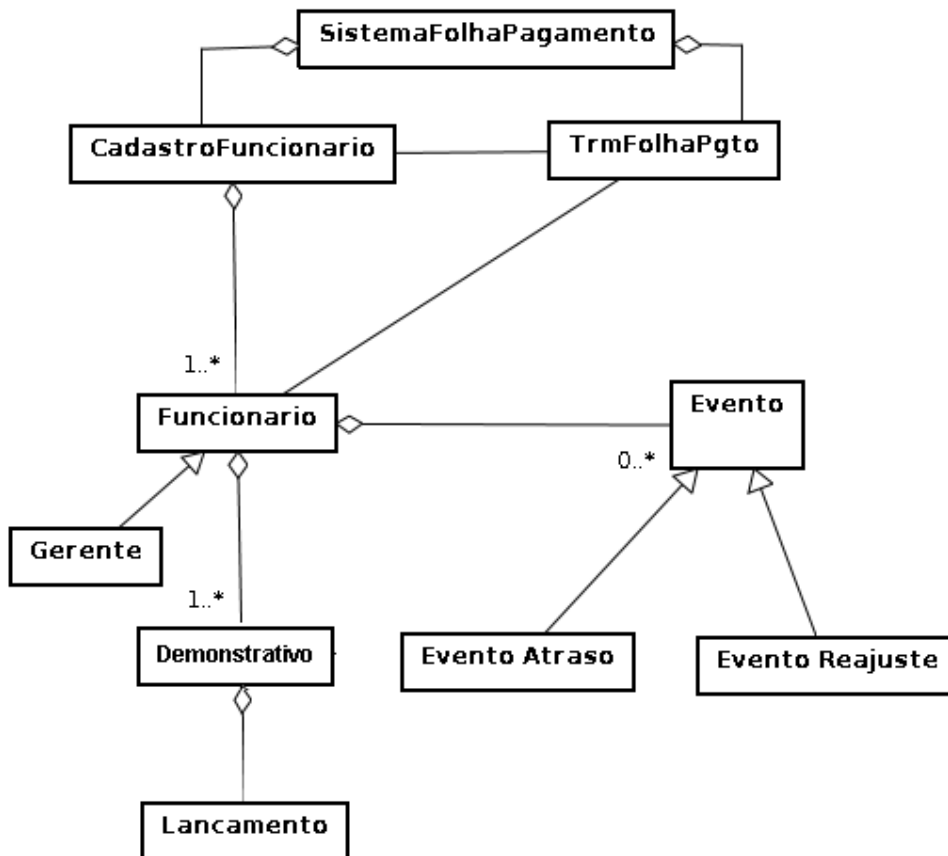 SistemaFolhaPagamento
CadastroFuncionario
TrmFolhaPgto
1..*
Funcionario
Evento
0..*
Gerente
1..*
Demonstrativo
Evento Atraso
Evento Reajuste
Lancamento